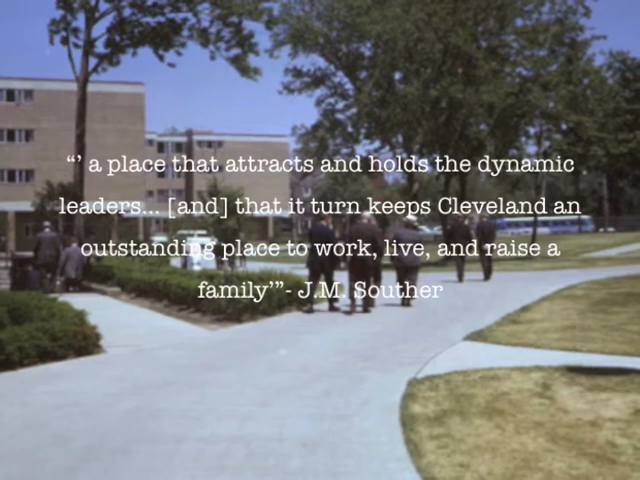 “’ a place that attracts and holds the dynamic
leaders... [and] that it turn keeps Cleveland an
outstanding place to work, live, and raise a
family’”- J.M. Souther